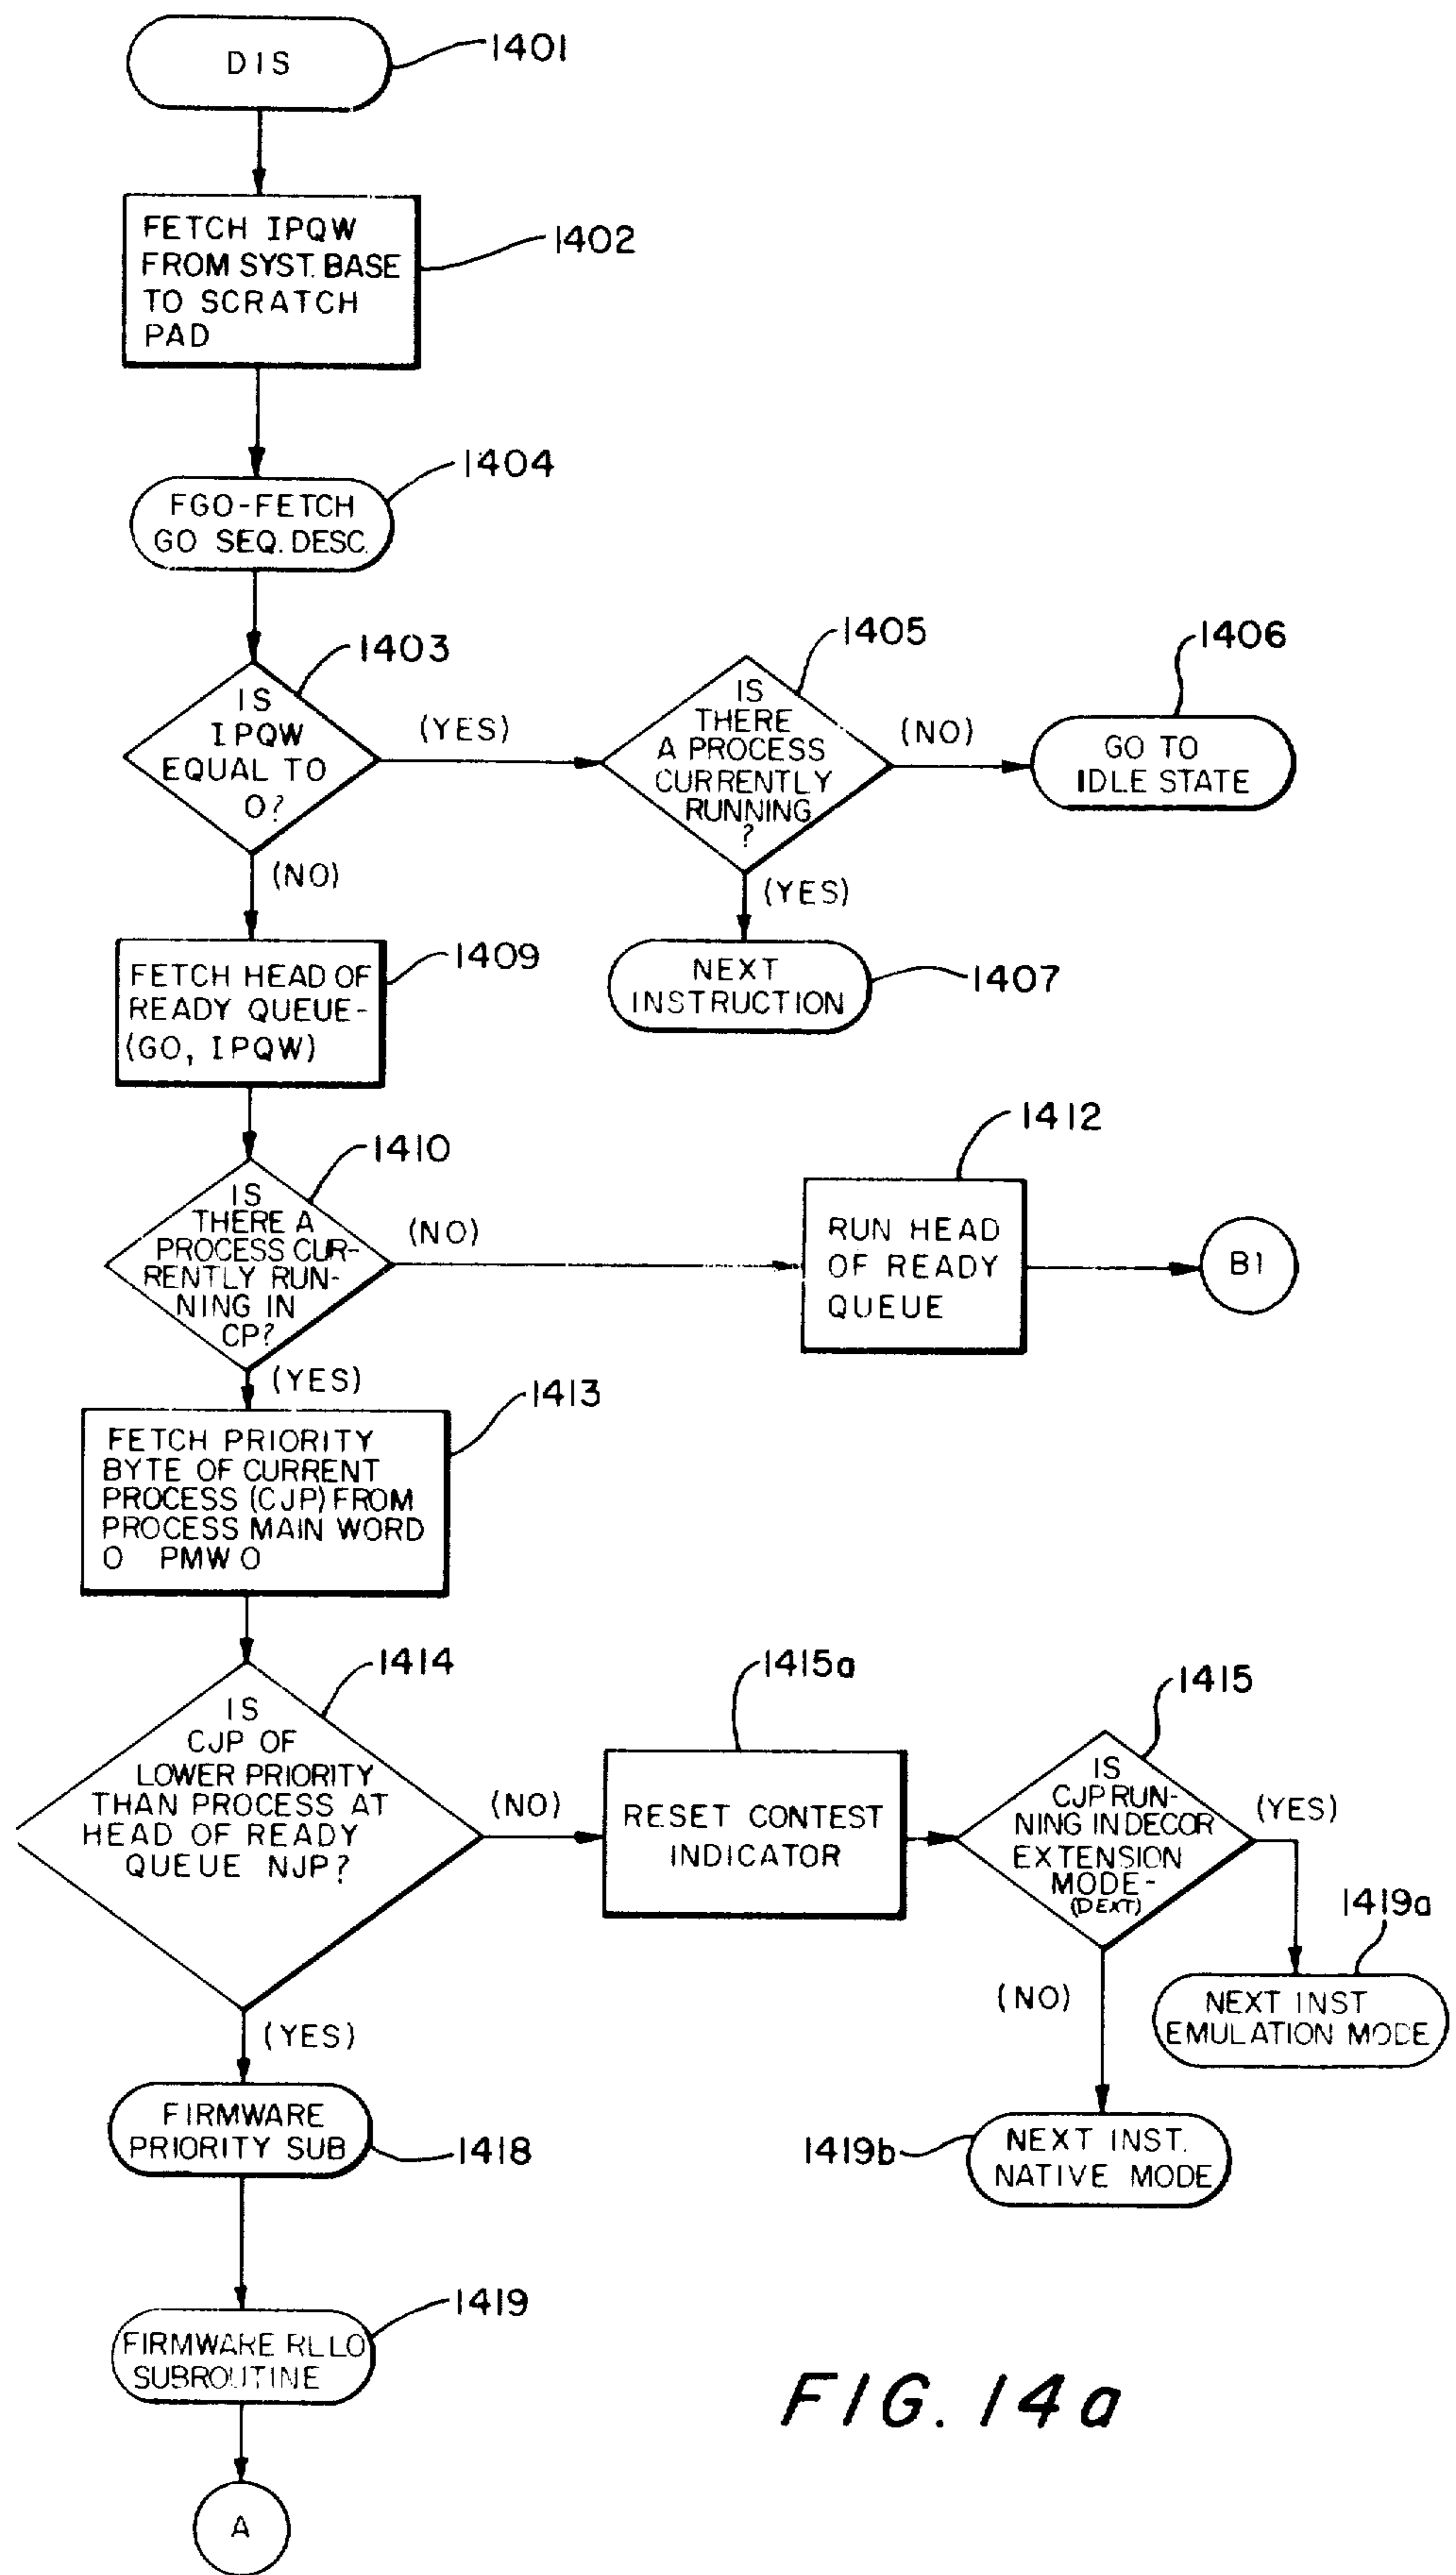 DIS
1401
FETCH IPQW
FROM SYST. BASE
TO SCRATCH
PAD
1402
FGO-FETCH
GO SEQ. DESC.
1404
IS
IPQW
EQUAL TO
0?
1403
(YES)
(NO)
IS
THERE
A PROCESS
CURRENTLY
RUNNING
?
1405
(NO)
(YES)
GO TO
IDLE STATE
1406
NEXT
INSTRUCTION
1407
FETCH HEAD OF
READY QUEUE-
(GO, IPQW)
1409
IS
THERE A
PROCESS CUR-
RENTLY RUN-
NING IN
CP?
1410
(NO)
(YES)
RUN HEAD
OF READY
QUEUE
1412
B1
FETCH PRIORITY
BYTE OF CURRENT
PROCESS (CJP) FROM
PROCESS MAIN WORD
0 PMW 0
1413
IS
CJP OF
LOWER PRIORITY
THAN PROCESS AT
HEAD OF READY
QUEUE NJP?
1414
(NO)
(YES)
RESET CONTEST
INDICATOR
1415a
IS
CJP RUN-
NING IN DECOR
EXTENSION
MODE-
(DEXT)
1415
(YES)
(NO)
NEXT INST
EMULATION MODE
1419a
NEXT INST.
NATIVE MODE
1419b
FIRMWARE
PRIORITY SUB
1418
FIRMWARE RLLO
SUBROUTINE
1419
A
FIG. 14a